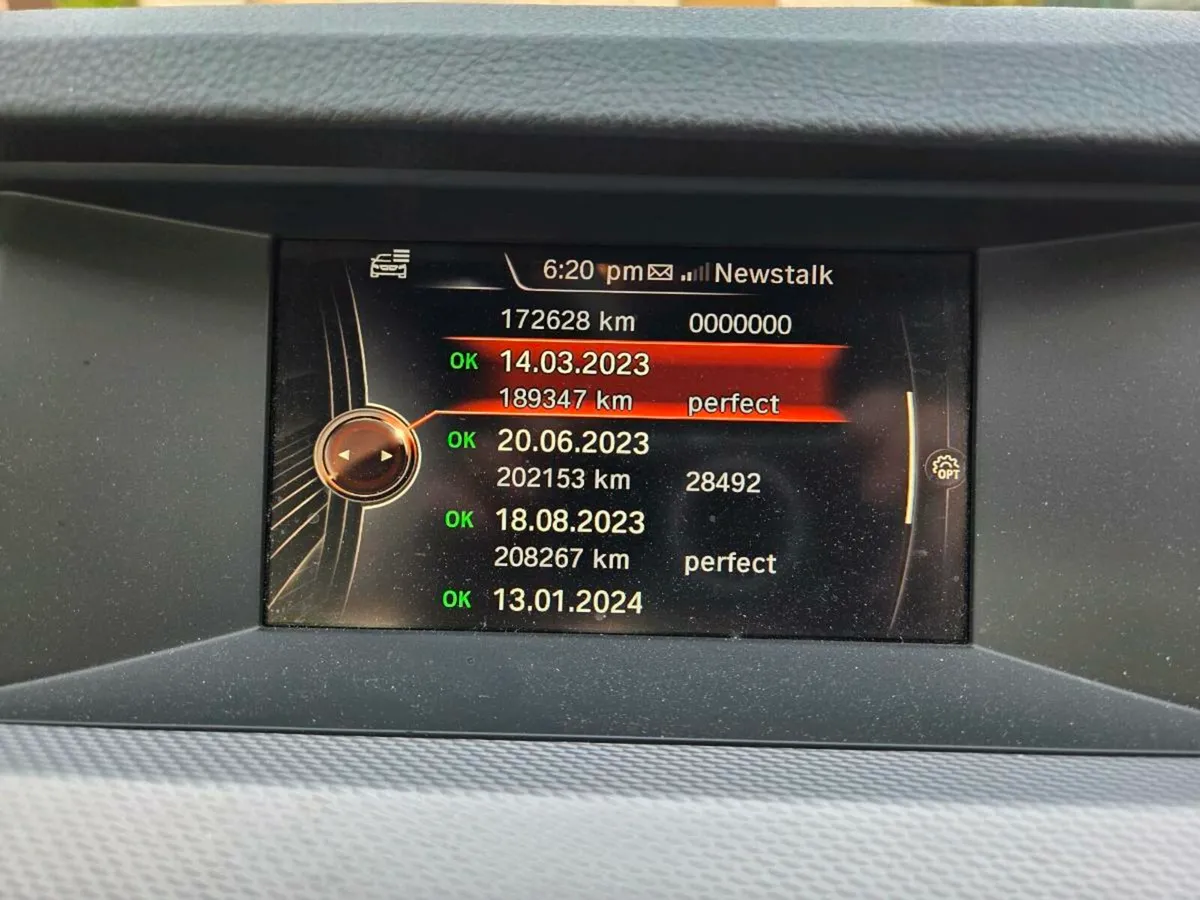 6:20 pm Newstalk
172628 km 0000000
OK 14.03.2023
189347 km perfect
OK 20.06.2023
202153 km 28492
OPT
OK 18.08.2023
208267 km perfect
OK 13.01.2024